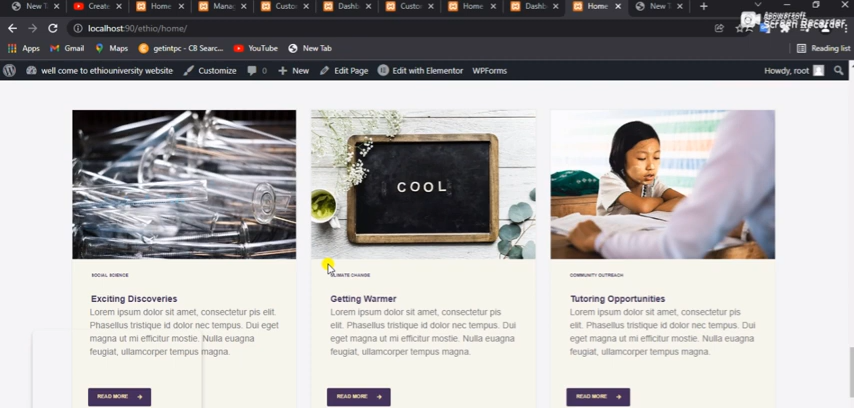 New T
Create
Home
Mana
Custo
Dashb
Custo
Home
Dashb
Home
New T
localhost:90/ethio/home/
Apps
Gmail
Maps
getintpc - CB Searc...
YouTube
New Tab
Reading list
Screen Recorder
well come to ethiouniversity website
Customize
0
New
Edit Page
Edit with Elementor
WPForms
Howdy, root
COOL
SOCIAL SCIENCE
Exciting Discoveries
Lorem ipsum dolor sit amet, consectetur pis elit.
Phasellus tristique id dolor nec tempus. Dui eget
magna ut mi efficitur mostie. Nulla euagna
feugiat, ullamcorper tempus magna.
READ MORE
CLIMATE CHANGE
Getting Warmer
Lorem ipsum dolor sit amet, consectetur pis
elit. Phasellus tristique id dolor nec tempus. Dui
eget magna ut mi efficitur mostie. Nulla euagna
feugiat, ullamcorper tempus magna.
READ MORE
COMMUNITY OUTREACH
Tutoring Opportunities
Lorem ipsum dolor sit amet, consectetur pis
elit. Phasellus tristique id dolor nec tempus. Dui
eget magna ut mi efficitur mostie. Nulla euagna
feugiat, ullamcorper tempus magna.
READ MORE